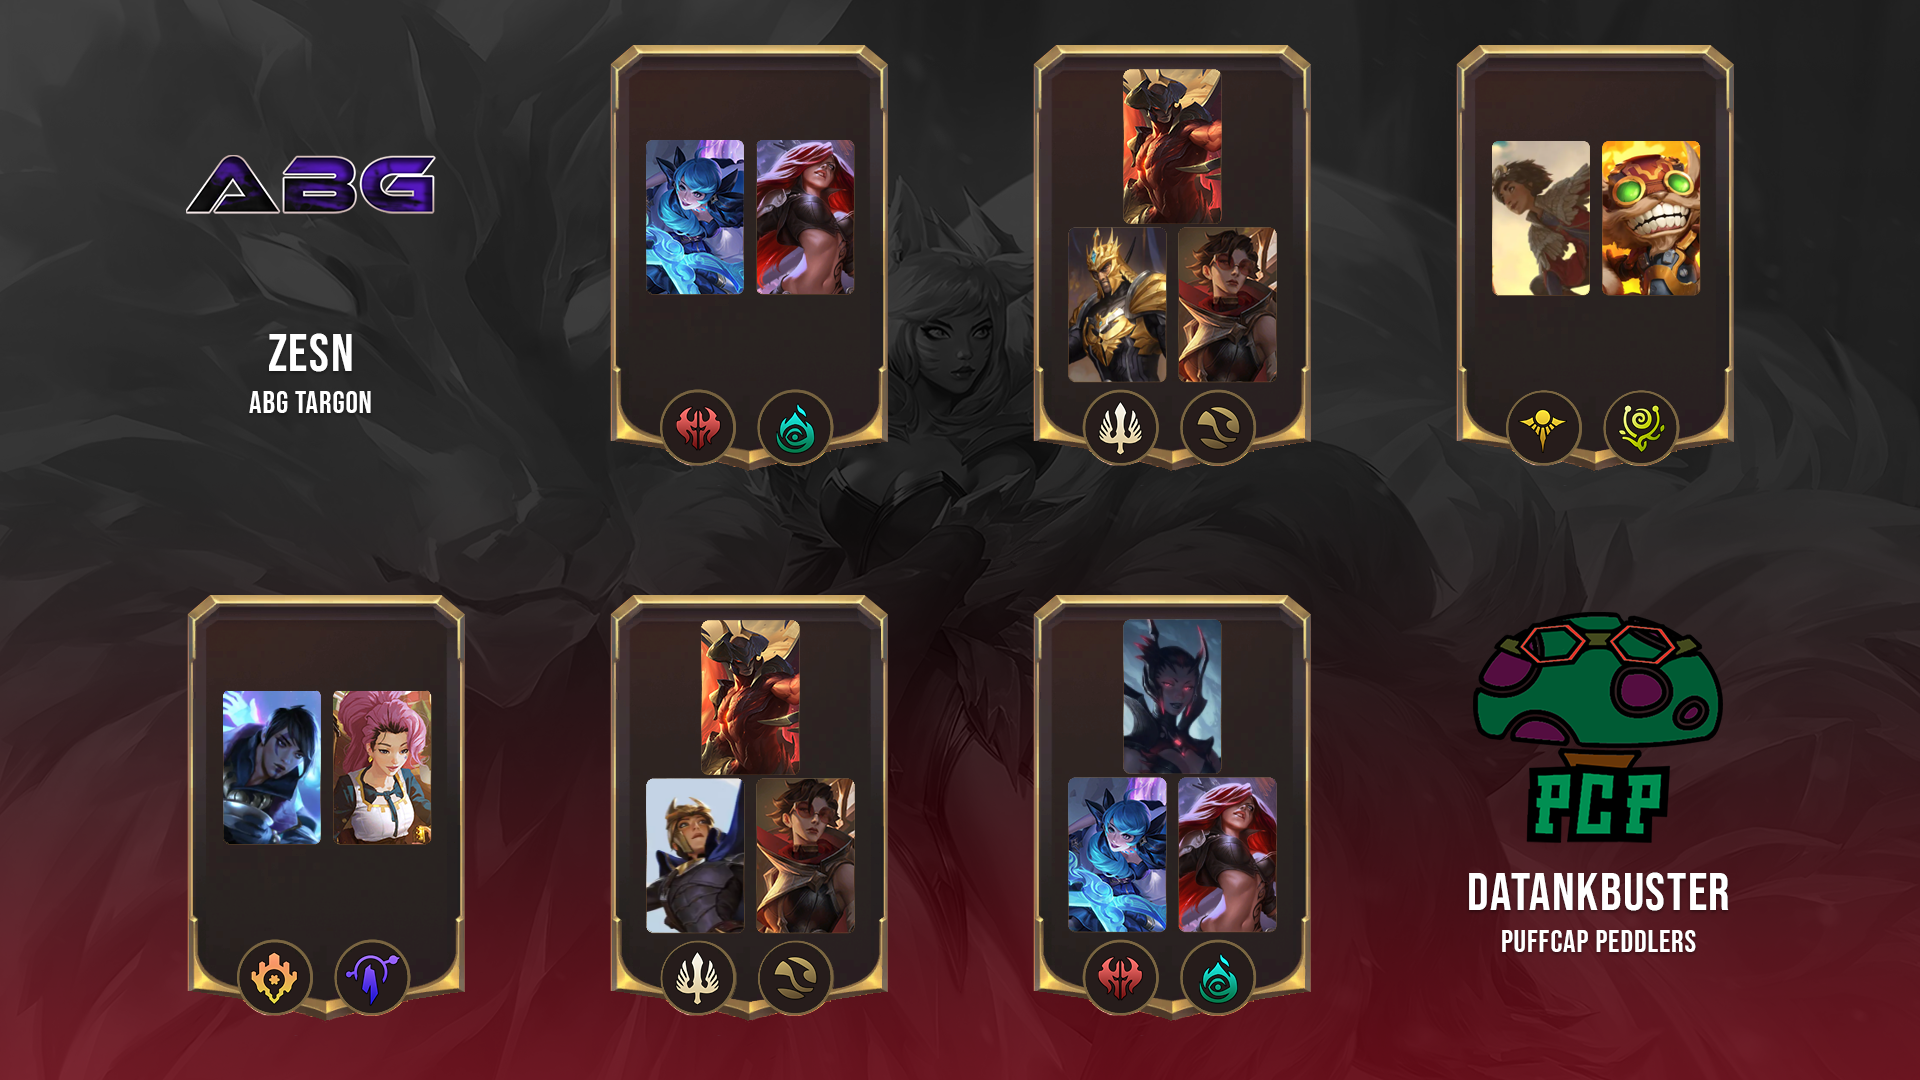 ABG
ZESN
ABG TARGON
PCP
DATANKBUSTER
PUFFCAP PEDDLERS